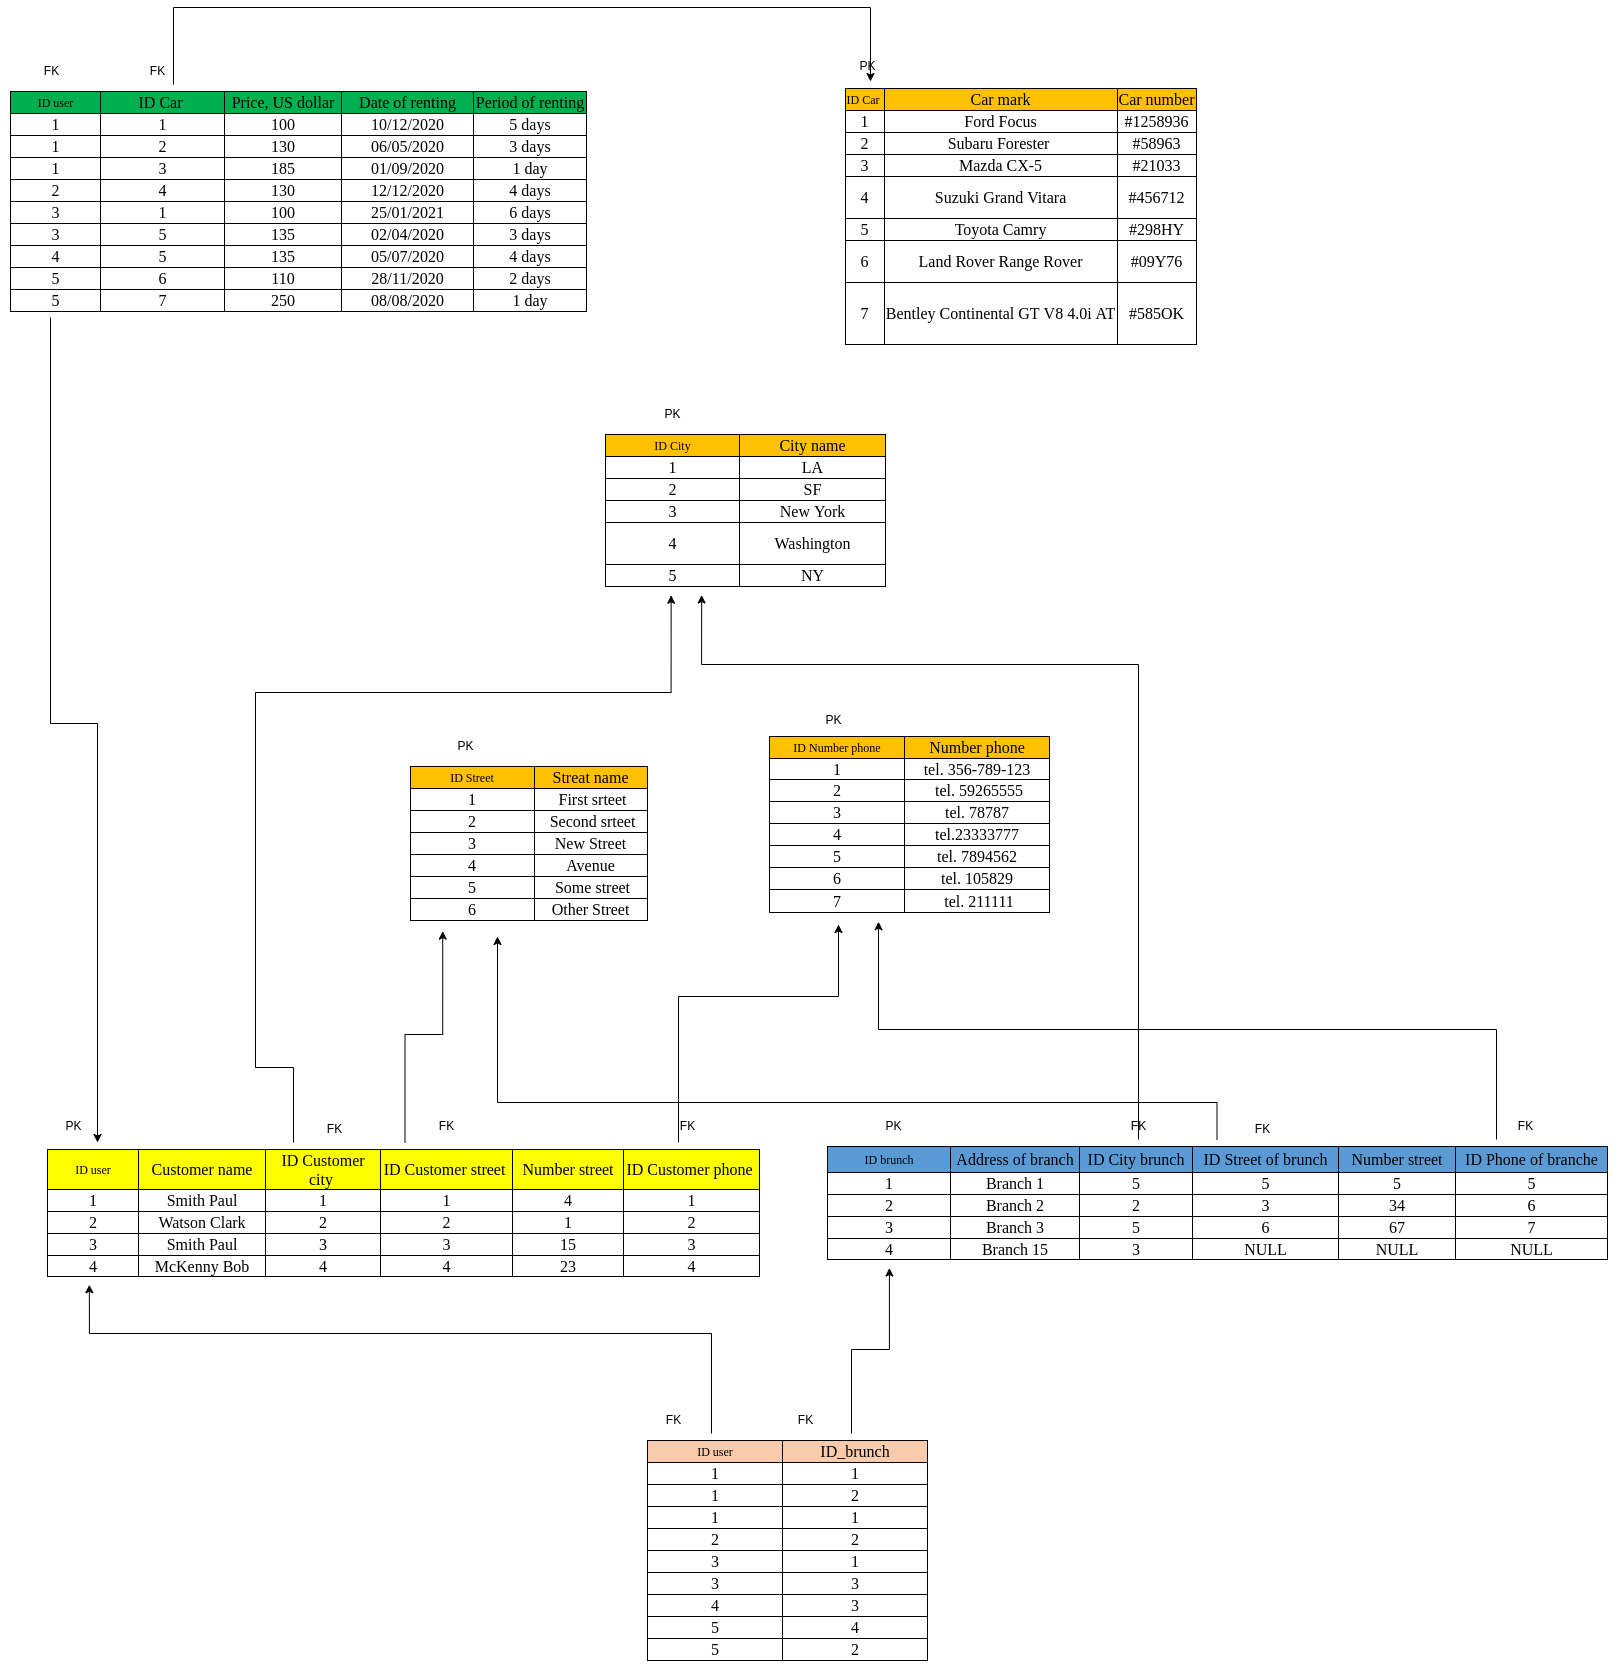 FK FK
ID user ID Car Price, US dollar Date of renting Period of renting
1 1 100 10/12/2020 5 days
1 2 130 06/05/2020 3 days
1 3 185 01/09/2020 1 day
2 4 130 12/12/2020 4 days
3 1 100 25/01/2021 6 days
3 5 135 02/04/2020 3 days
4 5 135 05/07/2020 4 days
5 6 110 28/11/2020 2 days
5 7 250 08/08/2020 1 day
PK
ID Car Car mark Car number
1 Ford Focus #1258936
2 Subaru Forester #58963
3 Mazda CX-5 #21033
4 Suzuki Grand Vitara #456712
5 Toyota Camry #298HY
6 Land Rover Range Rover #09Y76
7 Bentley Continental GT V8 4.0i AT #585OK
PK
ID City City name
1 LA
2 SF
3 New York
4 Washington
5 NY
PK
ID Street Streat name
1 First srteet
2 Second srteet
3 New Street
4 Avenue
5 Some street
6 Other Street
PK
ID Number phone Number phone
1 tel. 356-789-123
2 tel. 59265555
3 tel. 78787
4 tel.23333777
5 tel. 7894562
6 tel. 105829
7 tel. 211111
PK FK FK FK
ID user Customer name ID Customer city ID Customer street Number street ID Customer phone
1 Smith Paul 1 1 4 1
2 Watson Clark 2 2 1 2
3 Smith Paul 3 3 15 3
4 McKenny Bob 4 4 23 4
PK FK FK FK
ID brunch Address of branch ID City brunch ID Street of brunch Number street ID Phone of branche
1 Branch 1 5 5 5 5
2 Branch 2 2 3 34 6
3 Branch 3 5 6 67 7
4 Branch 15 3 NULL NULL NULL
FK FK
ID user ID_brunch
1 1
1 2
1 1
2 2
3 1
3 3
4 3
5 4
5 2